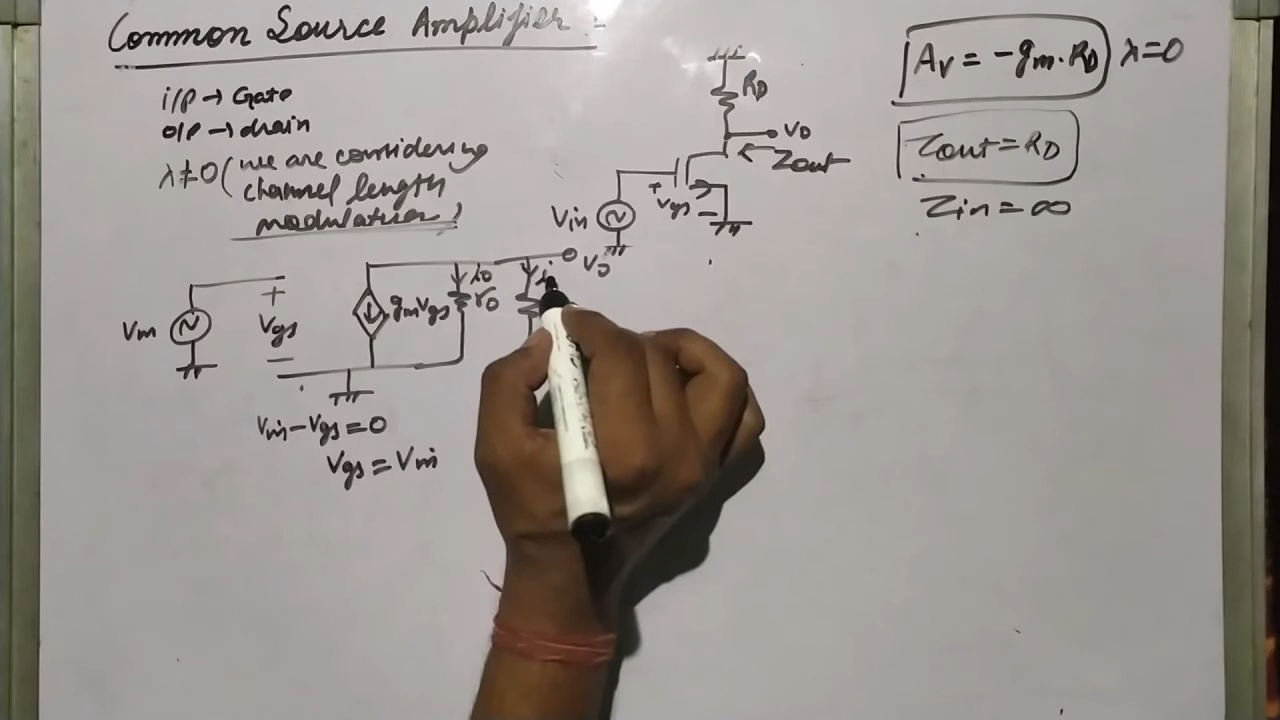 Common Source Amplifier :-
i/p → Gate
o/p → drain
λ≠0 (we are considering
channel length
modulation)
RD
VD
Zout
Vin
+
Vgs
−
Av = −gm.RD λ=0
Zout = RD
Zin = ∞
Vin
+
Vgs
−
gmVgs
i0
r0
V0
Vin − Vgs = 0
Vgs = Vin